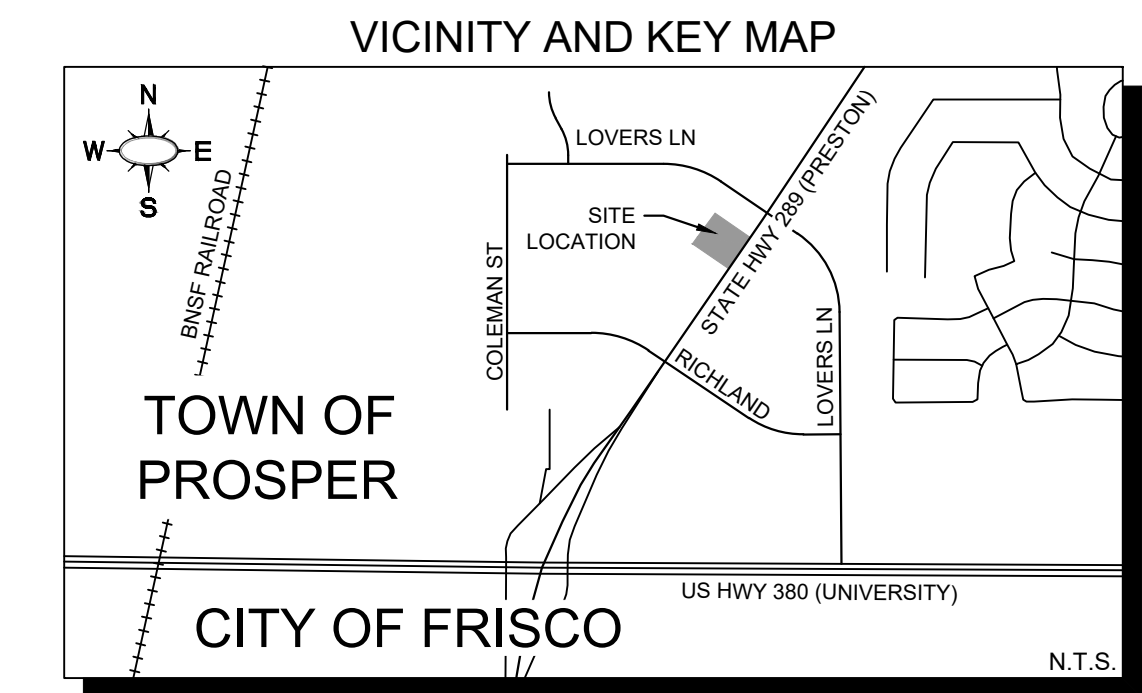 VICINITY AND KEY MAP
N
W E
S
BNSF RAILROAD
LOVERS LN
SITE
LOCATION
COLEMAN ST
STATE HWY 289 (PRESTON)
RICHLAND
LOVERS LN
TOWN OF
PROSPER
US HWY 380 (UNIVERSITY)
CITY OF FRISCO
N.T.S.